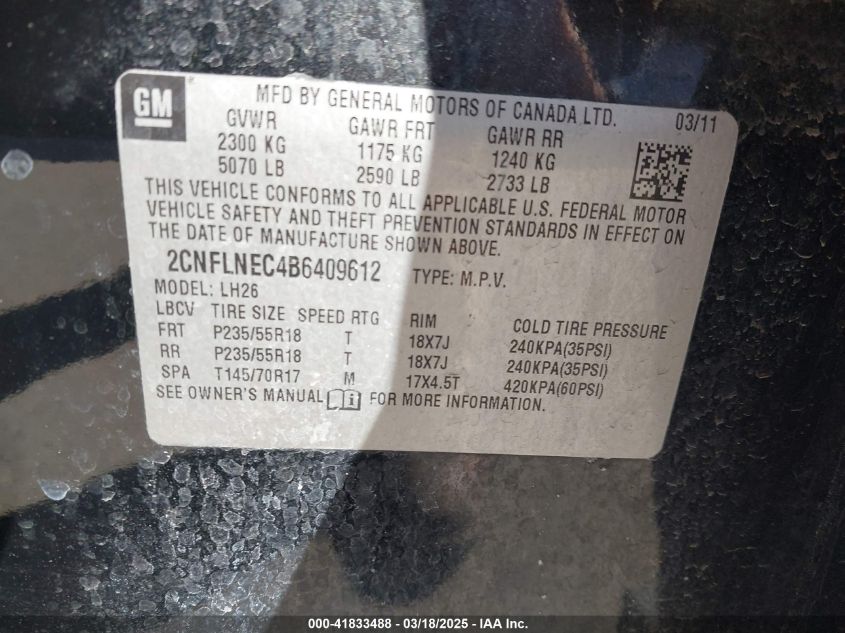 GM
MFD BY GENERAL MOTORS OF CANADA LTD. 03/11
GVWR GAWR FRT GAWR RR
2300 KG 1175 KG 1240 KG
5070 LB 2590 LB 2733 LB
THIS VEHICLE CONFORMS TO ALL APPLICABLE U.S. FEDERAL MOTOR
VEHICLE SAFETY AND THEFT PREVENTION STANDARDS IN EFFECT ON
THE DATE OF MANUFACTURE SHOWN ABOVE.
2CNFLNEC4B6409612 TYPE: M.P.V.
MODEL: LH26
LBCV TIRE SIZE SPEED RTG RIM COLD TIRE PRESSURE
FRT P235/55R18 T 18X7J 240KPA(35PSI)
RR P235/55R18 T 18X7J 240KPA(35PSI)
SPA T145/70R17 M 17X4.5T 420KPA(60PSI)
SEE OWNER'S MANUAL FOR MORE INFORMATION.
100-41833488 - 03/18/2025 - IAA Inc.